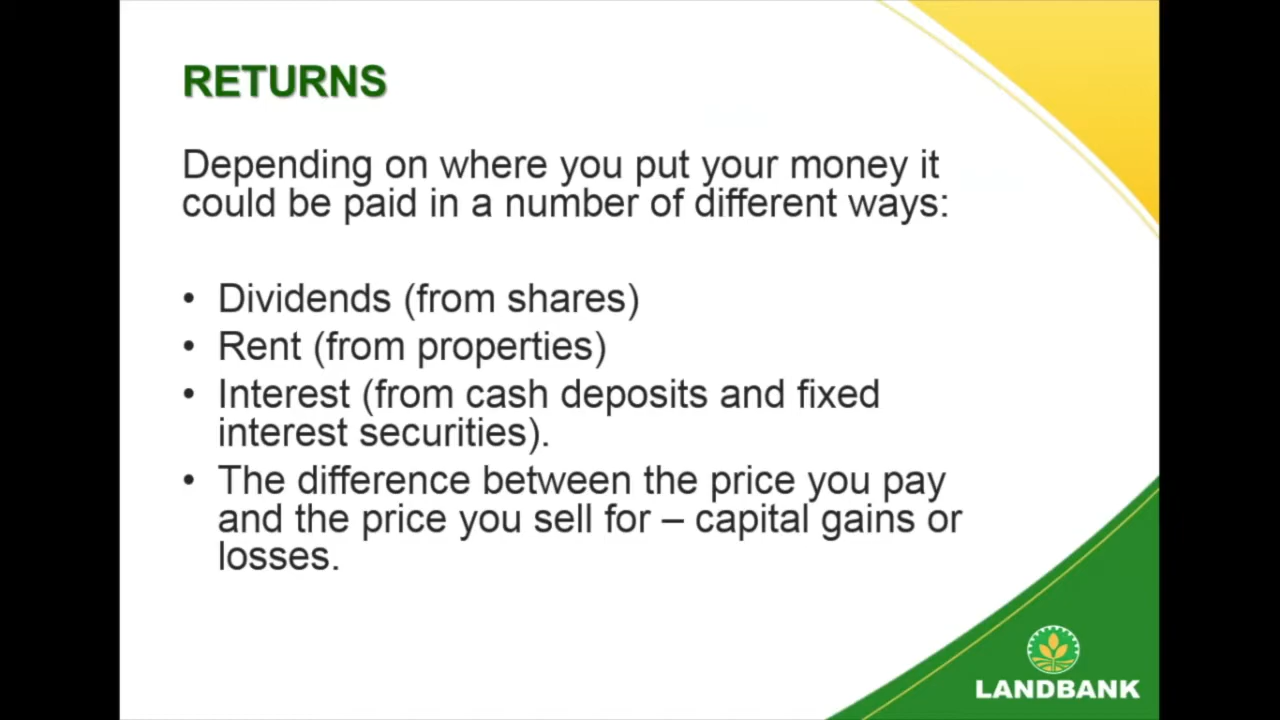 RETURNS
Depending on where you put your money it
could be paid in a number of different ways:
• Dividends (from shares)
• Rent (from properties)
• Interest (from cash deposits and fixed
interest securities).
• The difference between the price you pay
and the price you sell for – capital gains or
losses.
LANDBANK